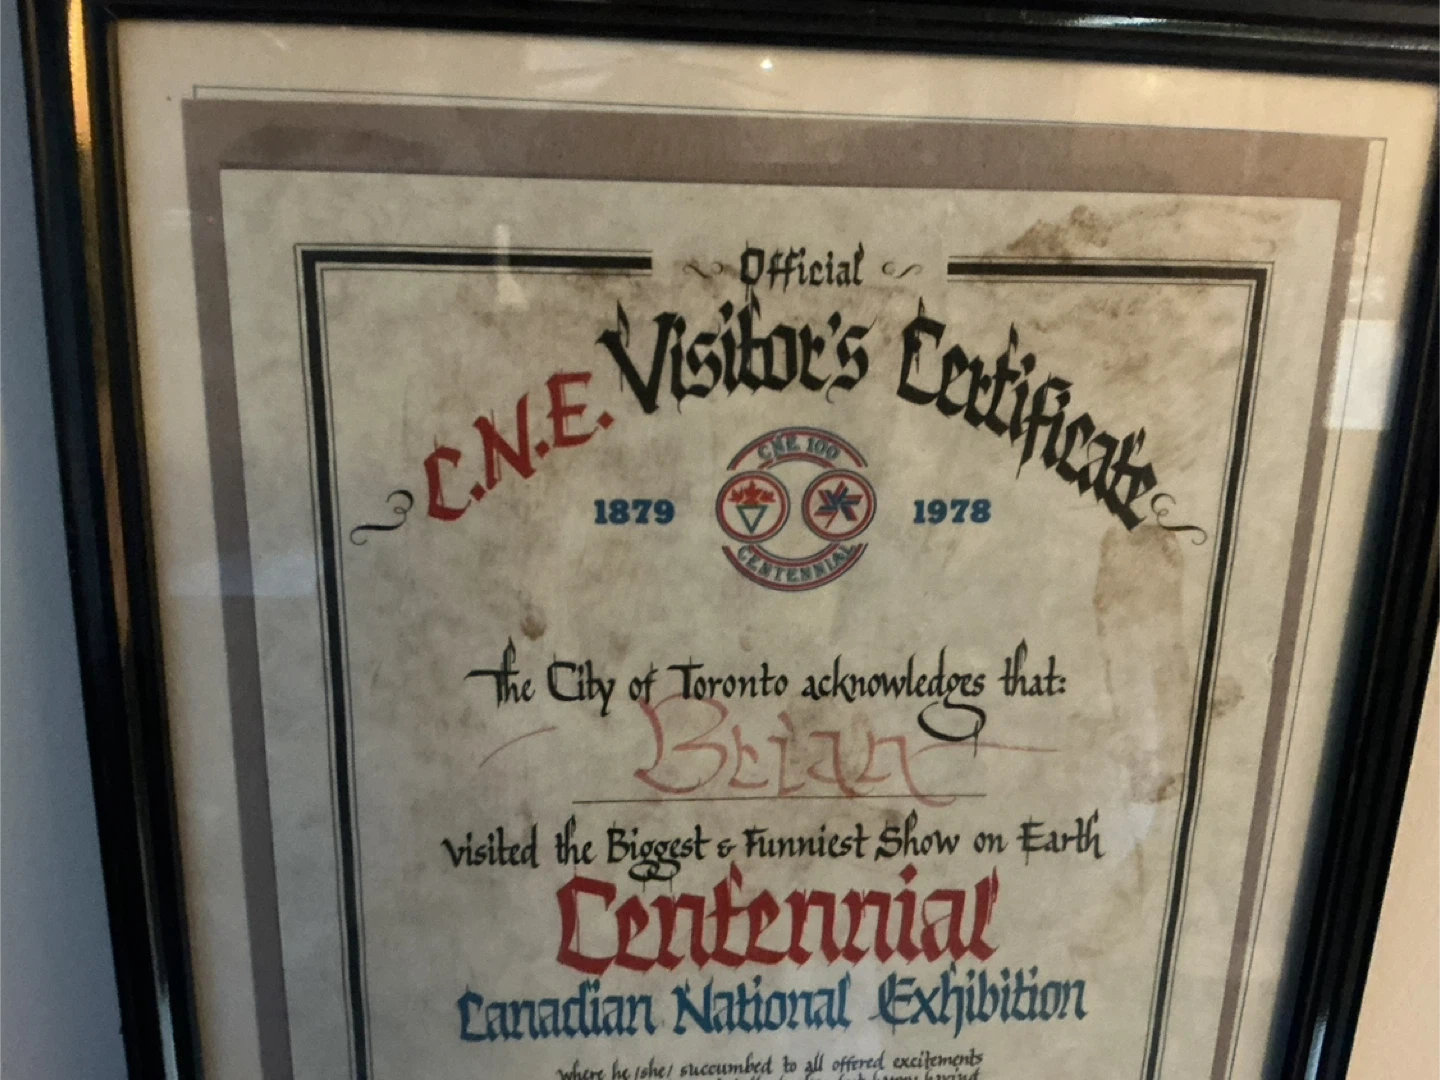 Official
C.N.E. Visitor's Certificate
CNE 100
1879 1978
CENTENNIAL
The City of Toronto acknowledges that:
Brian
visited the Biggest & Funniest Show on Earth
Centennial
Canadian National Exhibition
where he/she/ succumbed to all offered excitements
having